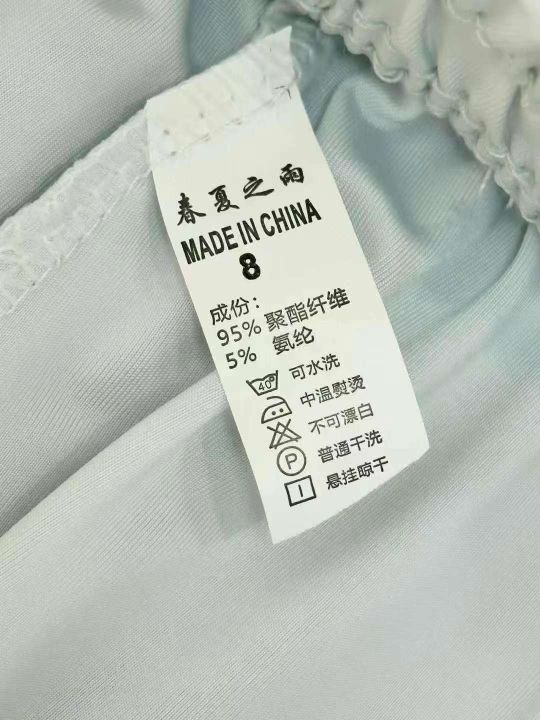 春夏之雨
MADE IN CHINA
8
成份：
95% 聚酯纤维
5% 氨纶
40° 可水洗
中温熨烫
不可漂白
P 普通干洗
悬挂晾干